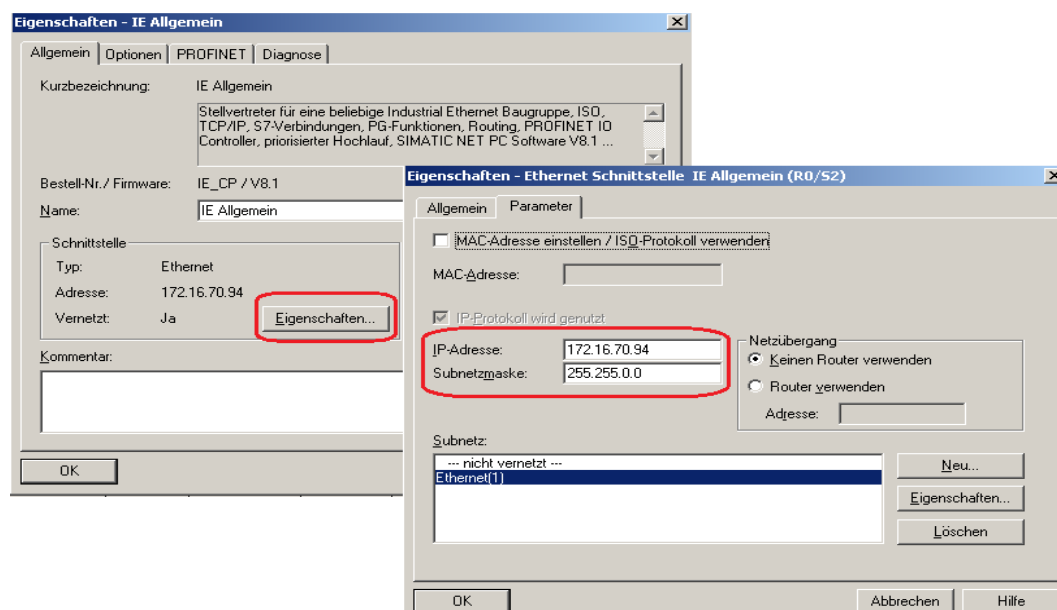 Eigenschaften - IE Allgemein
Allgemein Optionen PROFINET Diagnose
Kurzbezeichnung: IE Allgemein
Stellvertreter für eine beliebige Industrial Ethernet Baugruppe, ISO,
TCP/IP, S7-Verbindungen, PG-Funktionen, Routing, PROFINET IO
Controller, priorisierter Hochlauf, SIMATIC NET PC Software V8.1 ...
Bestell-Nr./ Firmware: IE_CP / V8.1
Name: IE Allgemein
Schnittstelle
Typ: Ethernet
Adresse: 172.16.70.94
Vernetzt: Ja Eigenschaften...
Kommentar:
OK
Eigenschaften - Ethernet Schnittstelle IE Allgemein (R0/S2)
Allgemein Parameter
MAC-Adresse einstellen / ISO-Protokoll verwenden
MAC-Adresse:
IP-Protokoll wird genutzt
IP-Adresse: 172.16.70.94
Subnetzmaske: 255.255.0.0
Netzübergang
Keinen Router verwenden
Router verwenden
Adresse:
Subnetz:
--- nicht vernetzt ---
Ethernet(1)
Neu...
Eigenschaften...
Löschen
OK Abbrechen Hilfe